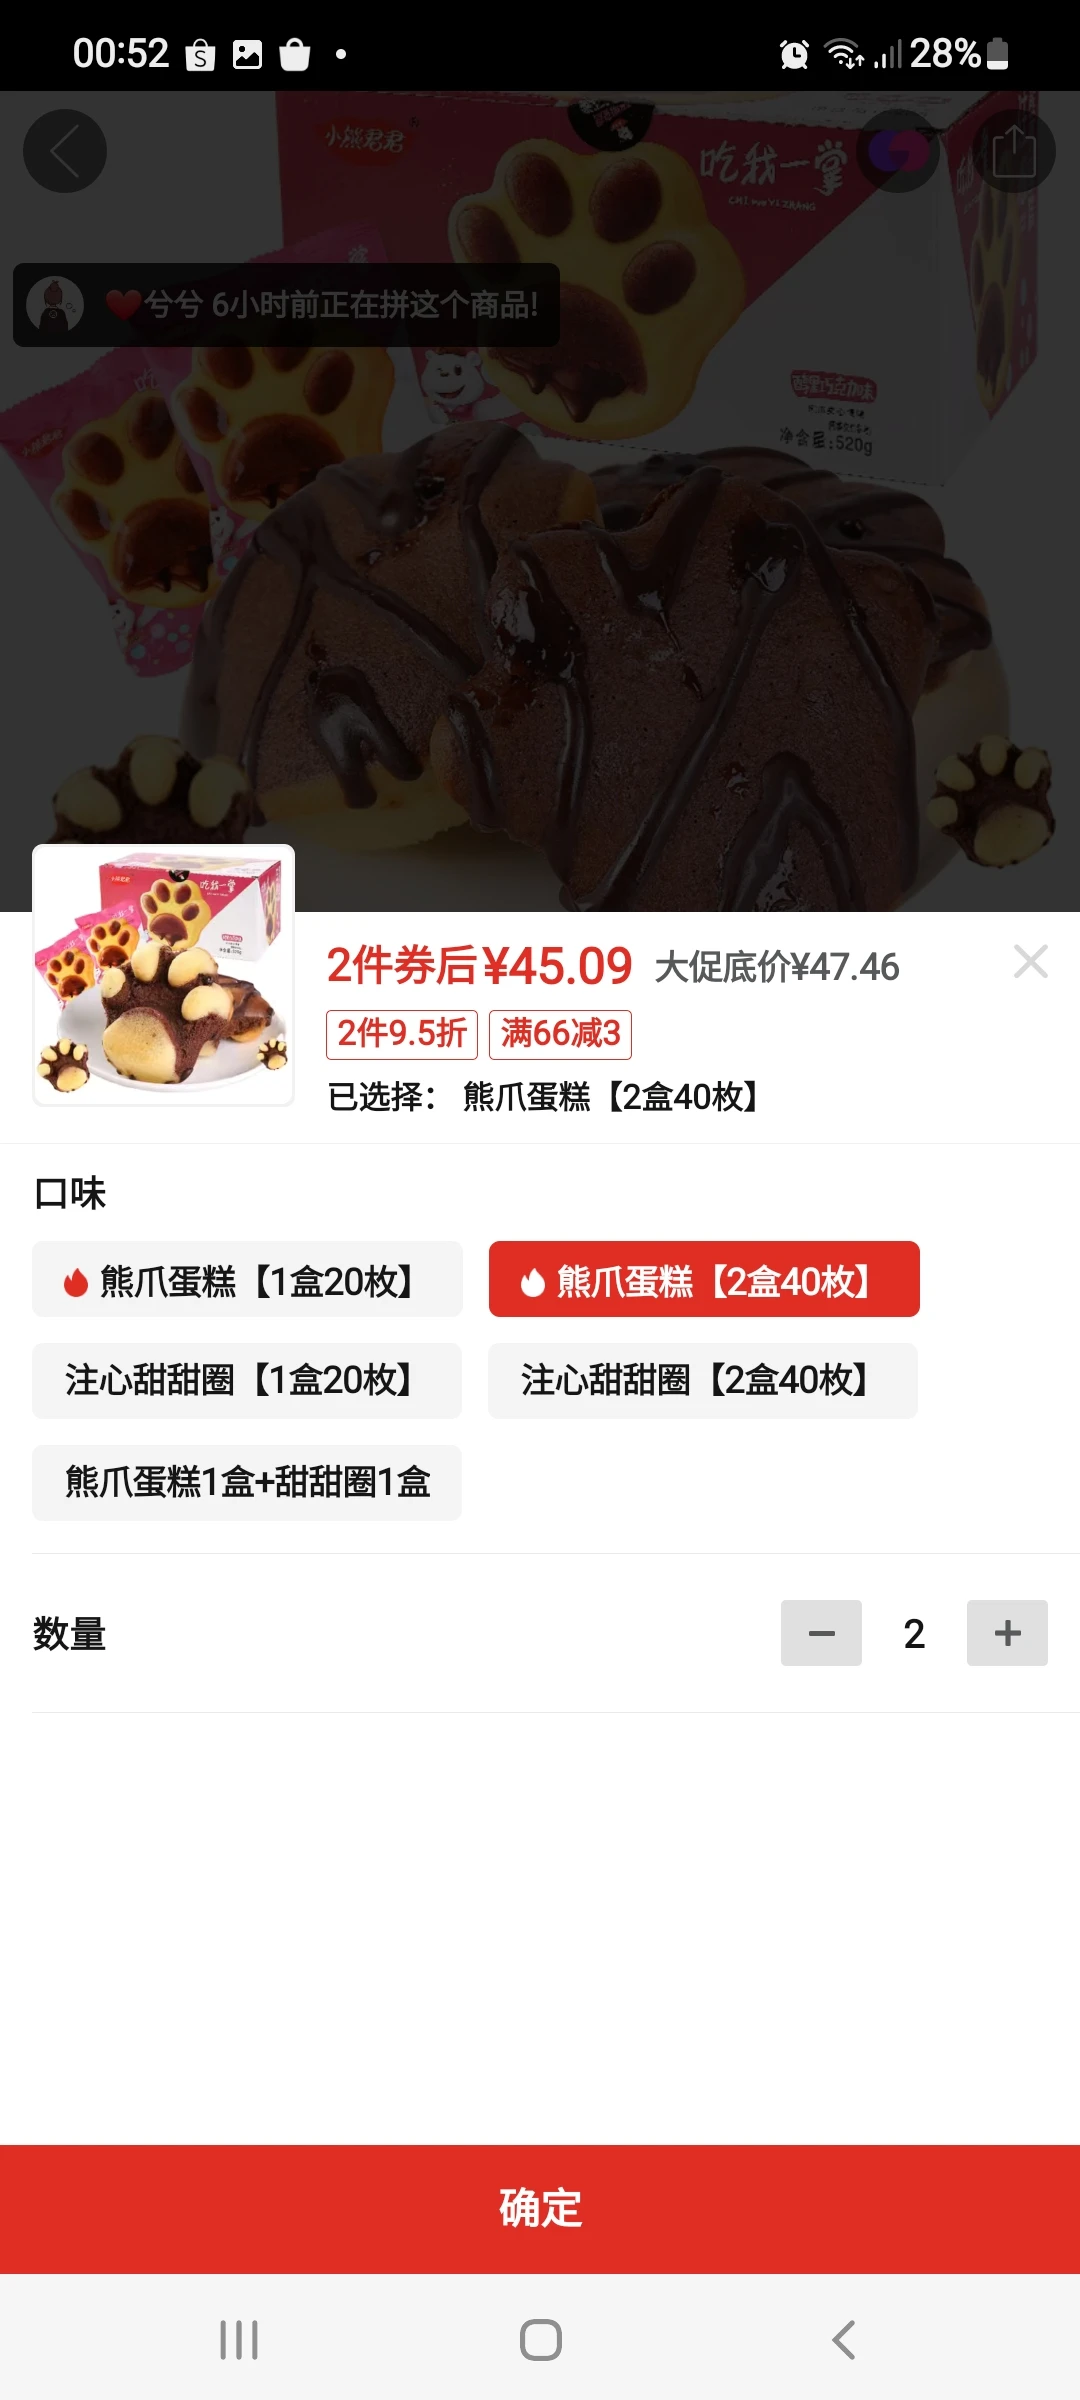 00:52
28%
小熊君君
吃我一掌
CHI WO YI ZHANG
❤️兮兮 6小时前正在拼这个商品!
净含量:520g
吃我一掌
2件券后¥45.09 大促底价¥47.46
2件9.5折 满66减3
已选择： 熊爪蛋糕【2盒40枚】
口味
熊爪蛋糕【1盒20枚】 熊爪蛋糕【2盒40枚】
注心甜甜圈【1盒20枚】 注心甜甜圈【2盒40枚】
熊爪蛋糕1盒+甜甜圈1盒
数量 2
确定